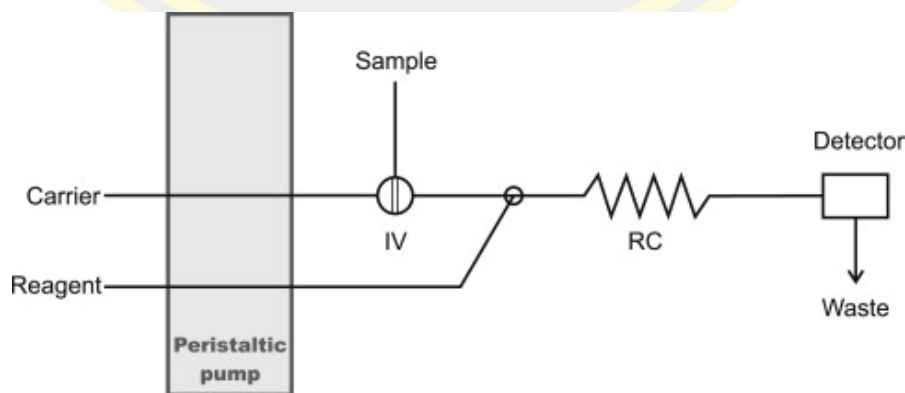 Sample
Detector
Carrier
IV
RC
Reagent
Waste
Peristaltic
pump